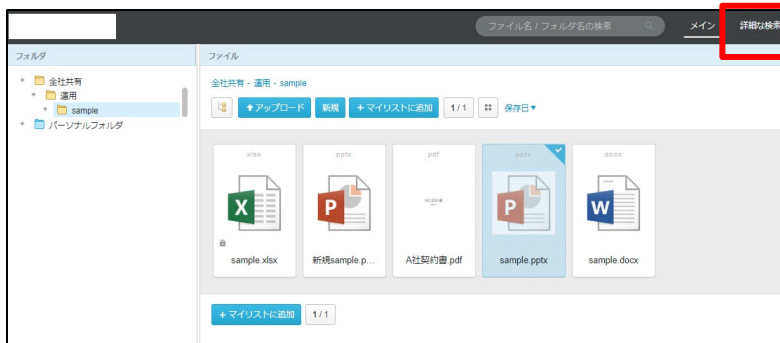 ファイル名 / フォルダ名の検索 メイン 詳細な検索
フォルダ ファイル
全社共有
運用
sample
パーソナルフォルダ
全社共有 - 運用 - sample
アップロード 新規 +マイリストに追加 1 / 1 保存日▼
xlsx pptx pdf pptx docx
X P P W
sample.xlsx 新規sample.p... A社契約書.pdf sample.pptx sample.docx
+マイリストに追加 1 / 1